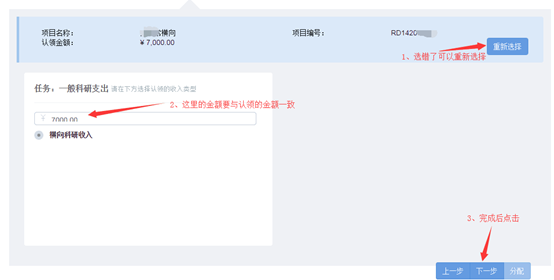 项目名称： 横向 项目编号： RD1420
认领金额： ¥ 7,000.00
重新选择
1、选错了可以重新选择
任务：一般科研支出 请在下方选择认领的收入类型
2、这里的金额要与认领的金额一致
7000.00
横向科研收入
3、完成后点击
上一步 下一步 分配